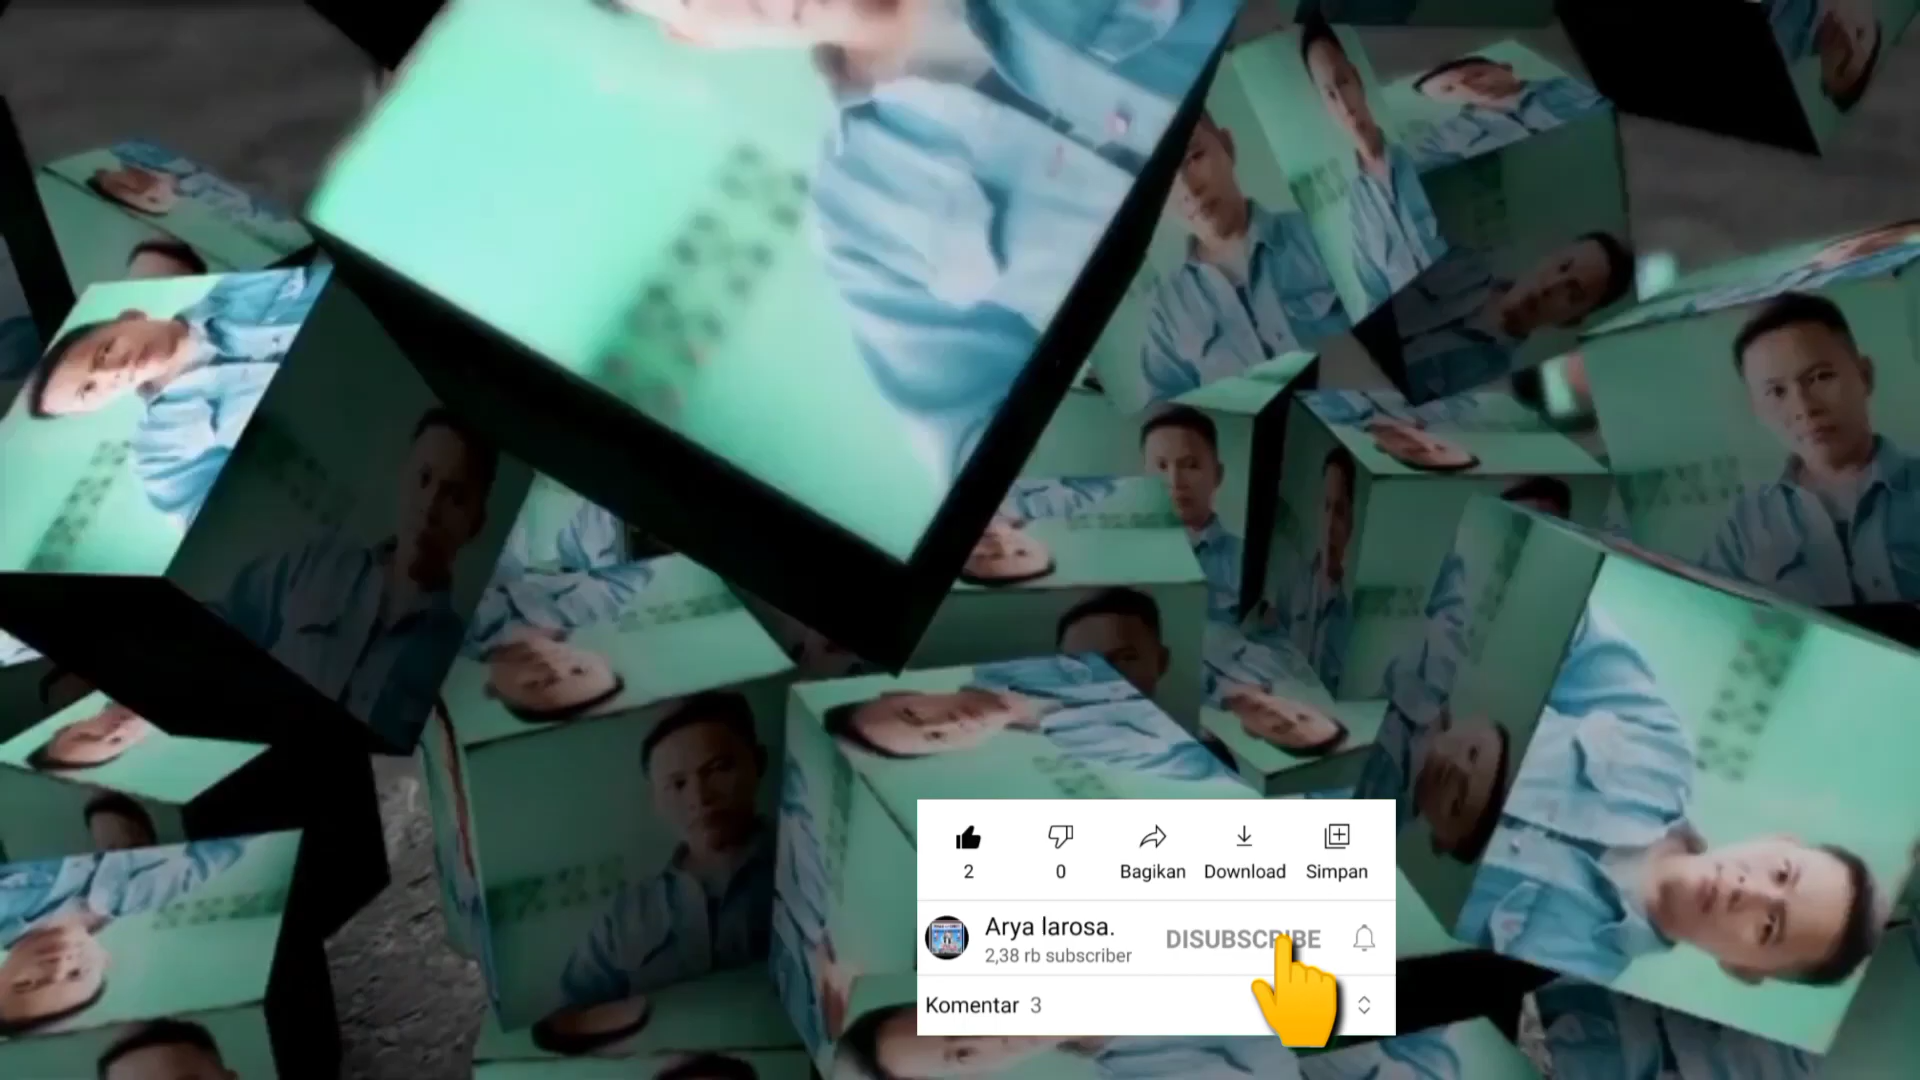 2
0
Bagikan
Download
Simpan
Arya larosa.
DISUBSCRIBE
2,38 rb subscriber
Komentar 3